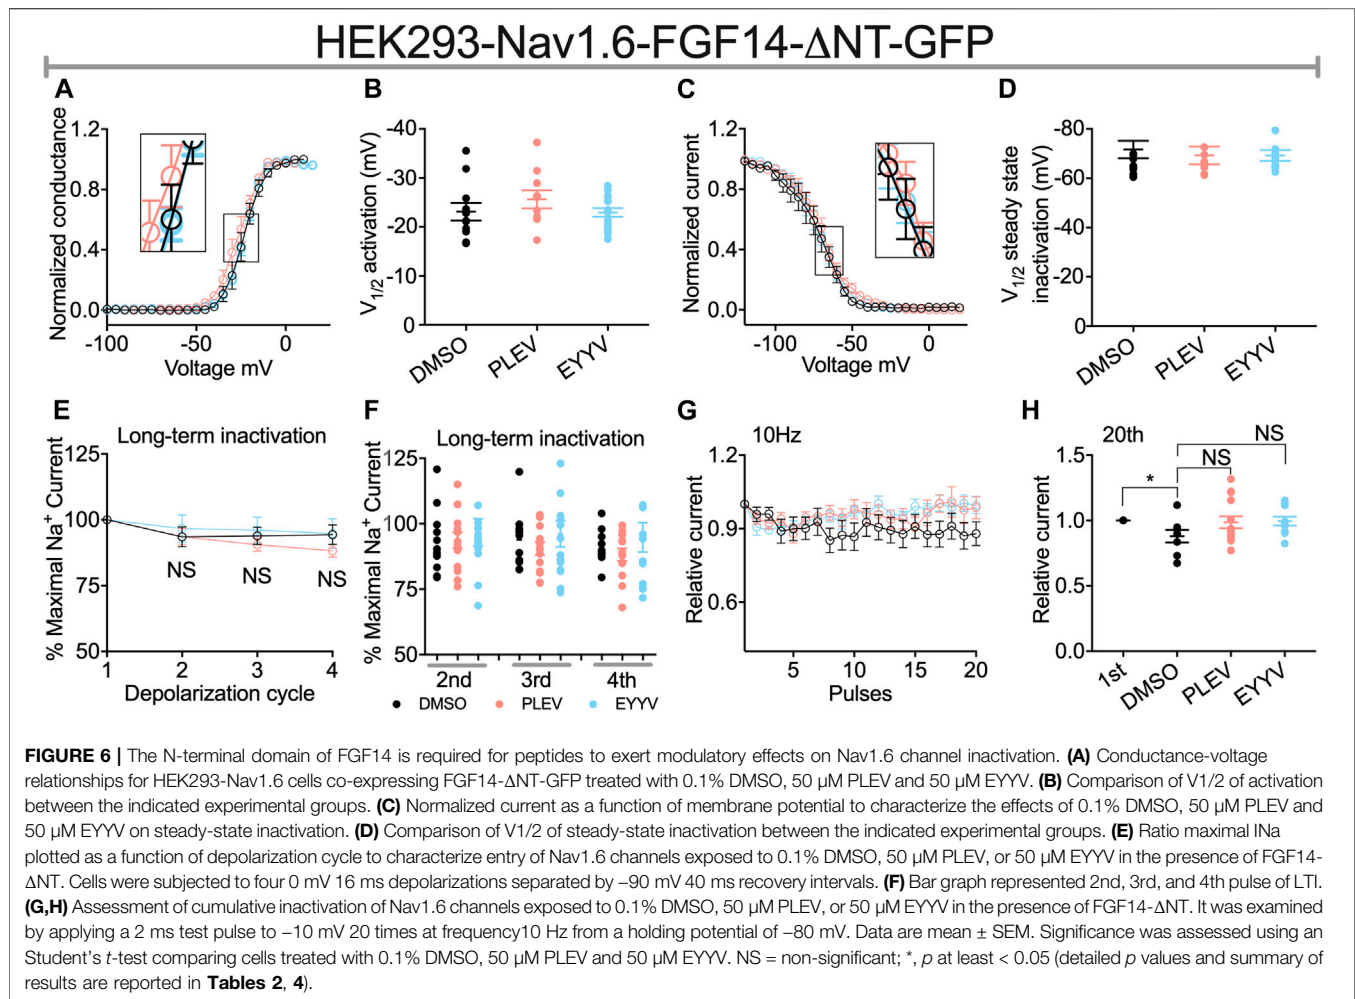 HEK293-Nav1.6-FGF14-ΔNT-GFP
A
Normalized conductance
1.2
0.8
0.4
0.0
-100
-50
0
Voltage mV
B
V1/2 activation (mV)
-40
-30
-20
-10
0
DMSO
PLEV
EYYV
C
Normalized current
1.2
0.8
0.4
0.0
-100
-50
0
Voltage mV
D
V1/2 steady state
inactivation (mV)
-80
-60
-40
-20
0
DMSO
PLEV
EYYV
E
Long-term inactivation
% Maximal Na+ Current
125
100
75
50
NS
NS
NS
1
2
3
4
Depolarization cycle
F
Long-term inactivation
% Maximal Na+ Current
125
100
75
50
2nd
3rd
4th
DMSO
PLEV
EYYV
G
10Hz
Relative current
1.2
0.9
0.6
5
10
15
20
Pulses
H
20th
NS
NS
*
Relative current
1.5
1.0
0.5
0.0
1st
DMSO
PLEV
EYYV
FIGURE 6 | The N-terminal domain of FGF14 is required for peptides to exert modulatory effects on Nav1.6 channel inactivation. (A) Conductance-voltage
relationships for HEK293-Nav1.6 cells co-expressing FGF14-ΔNT-GFP treated with 0.1% DMSO, 50 µM PLEV and 50 µM EYYV. (B) Comparison of V1/2 of activation
between the indicated experimental groups. (C) Normalized current as a function of membrane potential to characterize the effects of 0.1% DMSO, 50 µM PLEV and
50 µM EYYV on steady-state inactivation. (D) Comparison of V1/2 of steady-state inactivation between the indicated experimental groups. (E) Ratio maximal INa
plotted as a function of depolarization cycle to characterize entry of Nav1.6 channels exposed to 0.1% DMSO, 50 µM PLEV, or 50 µM EYYV in the presence of FGF14-
ΔNT. Cells were subjected to four 0 mV 16 ms depolarizations separated by −90 mV 40 ms recovery intervals. (F) Bar graph represented 2nd, 3rd, and 4th pulse of LTI.
(G,H) Assessment of cumulative inactivation of Nav1.6 channels exposed to 0.1% DMSO, 50 µM PLEV, or 50 µM EYYV in the presence of FGF14-ΔNT. It was examined
by applying a 2 ms test pulse to −10 mV 20 times at frequency10 Hz from a holding potential of −80 mV. Data are mean ± SEM. Significance was assessed using an
Student's t-test comparing cells treated with 0.1% DMSO, 50 µM PLEV and 50 µM EYYV. NS = non-significant; *, p at least < 0.05 (detailed p values and summary of
results are reported in Tables 2, 4).